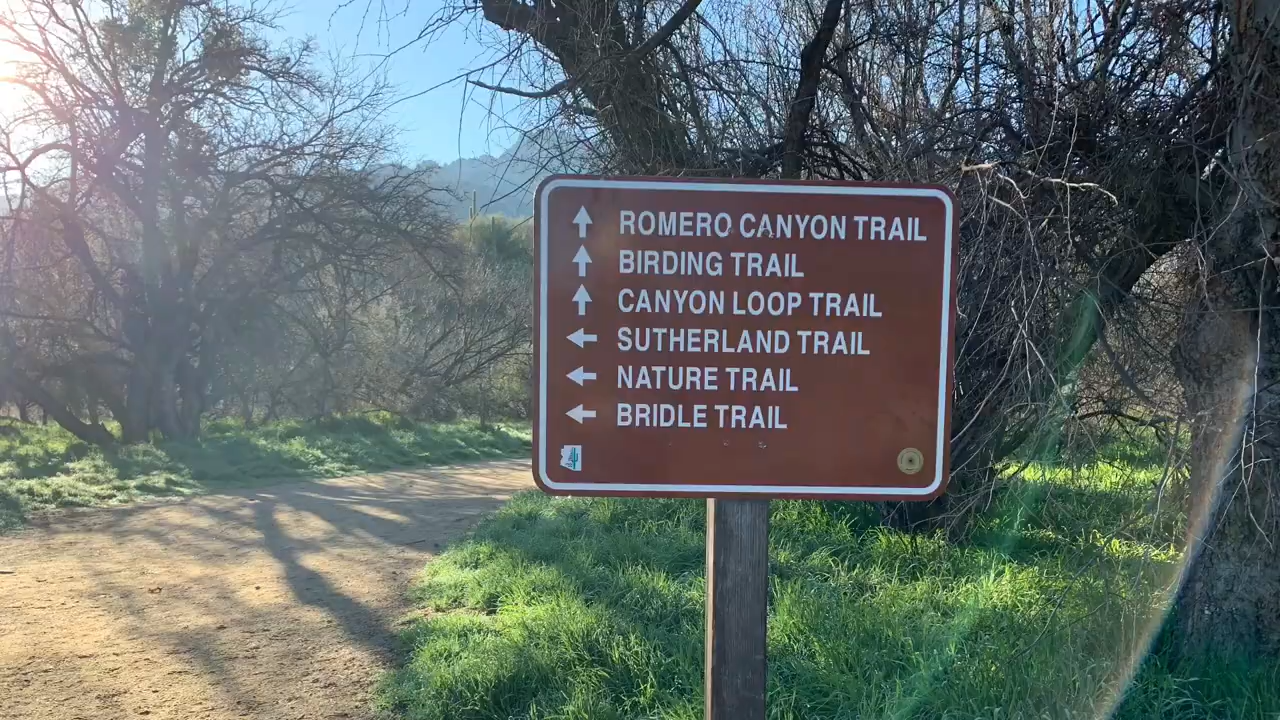 ROMERO CANYON TRAIL
BIRDING TRAIL
CANYON LOOP TRAIL
SUTHERLAND TRAIL
NATURE TRAIL
BRIDLE TRAIL